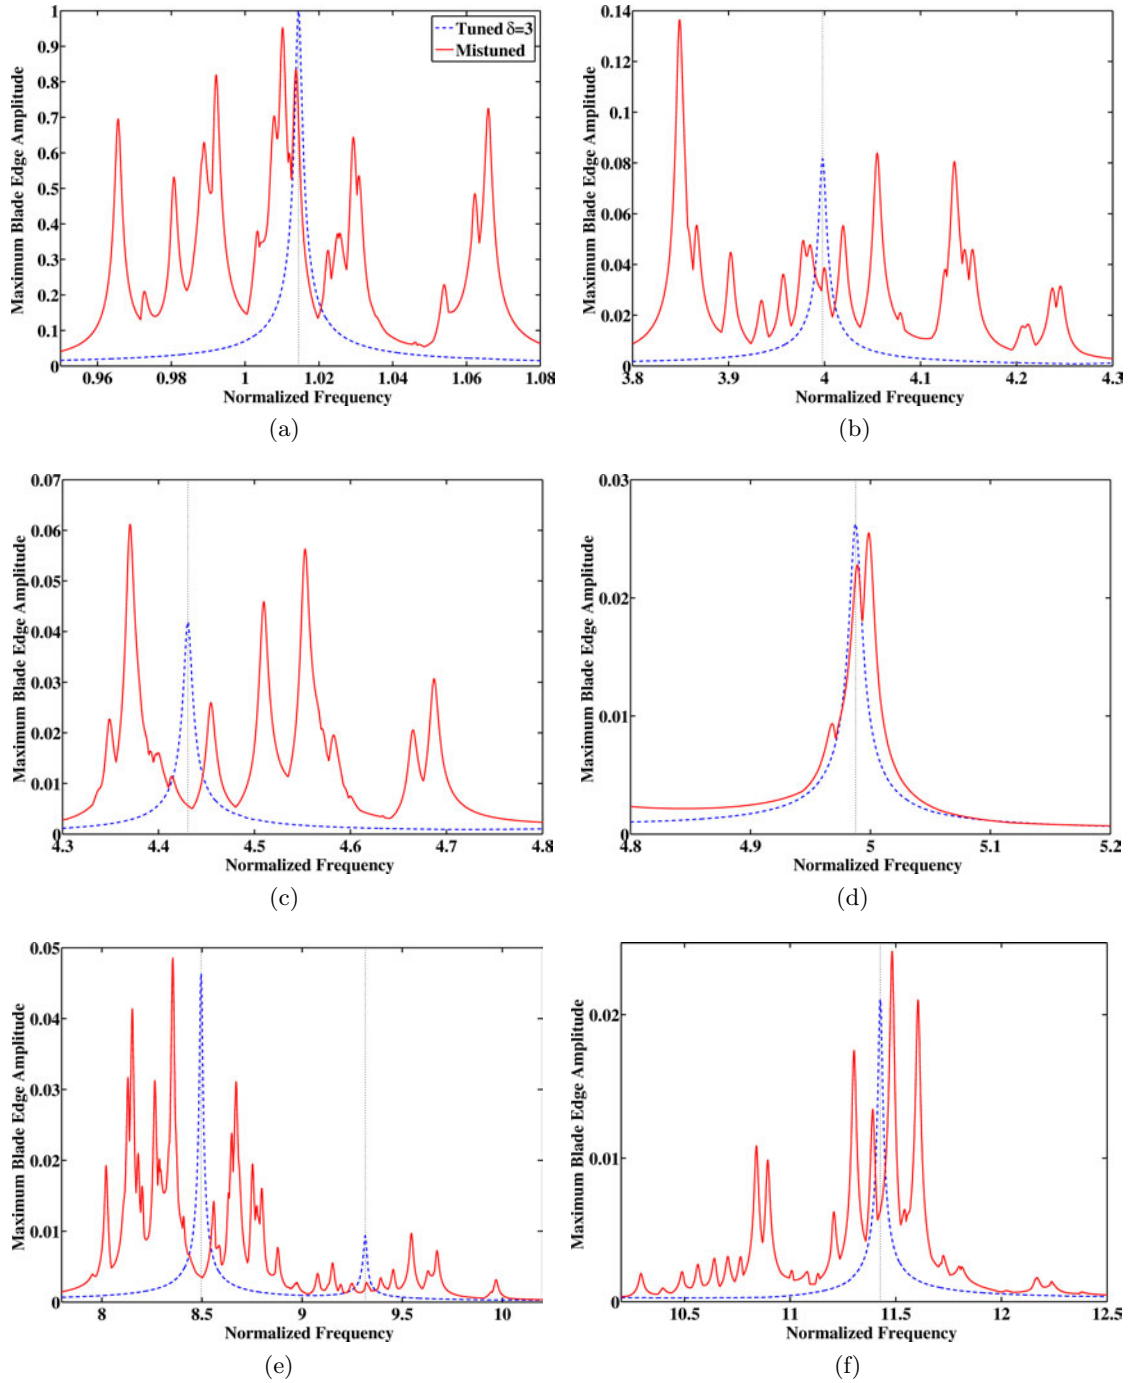 1
0.9
0.8
0.7
0.6
0.5
0.4
0.3
0.2
0.1
0
Maximum Blade Edge Amplitude
Tuned δ=3
Mistuned
0.96 0.98 1 1.02 1.04 1.06 1.08
Normalized Frequency
(a)
0.14
0.12
0.10
0.08
0.06
0.04
0.02
0
Maximum Blade Edge Amplitude
3.8 3.9 4 4.1 4.2 4.3
Normalized Frequency
(b)
0.07
0.06
0.05
0.04
0.03
0.02
0.01
0
Maximum Blade Edge Amplitude
4.3 4.4 4.5 4.6 4.7 4.8
Normalized Frequency
(c)
0.03
0.02
0.01
0
Maximum Blade Edge Amplitude
4.8 4.9 5 5.1 5.2
Normalized Frequency
(d)
0.05
0.04
0.03
0.02
0.01
0
Maximum Blade Edge Amplitude
8 8.5 9 9.5 10
Normalized Frequency
(e)
0.02
0.01
0
Maximum Blade Edge Amplitude
10.5 11 11.5 12 12.5
Normalized Frequency
(f)